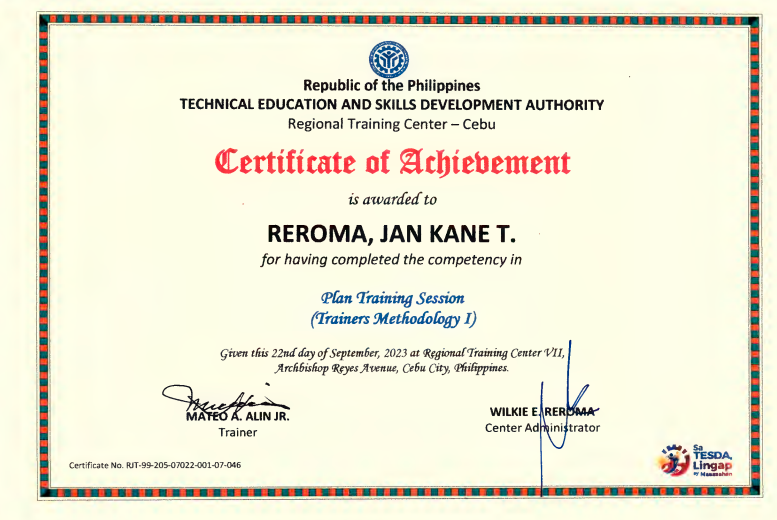 Republic of the Philippines
TECHNICAL EDUCATION AND SKILLS DEVELOPMENT AUTHORITY
Regional Training Center – Cebu
Certificate of Achievement
is awarded to
REROMA, JAN KANE T.
for having completed the competency in
Plan Training Session
(Trainers Methodology I)
Given this 22nd day of September, 2023 at Regional Training Center VII,
Archbishop Reyes Avenue, Cebu City, Philippines.
MATEO A. ALIN JR.
Trainer
WILKIE E. REROMA
Center Administrator
Certificate No. RJT-99-205-07022-001-07-046
Sa
TESDA,
Lingap
ay Maaasahan